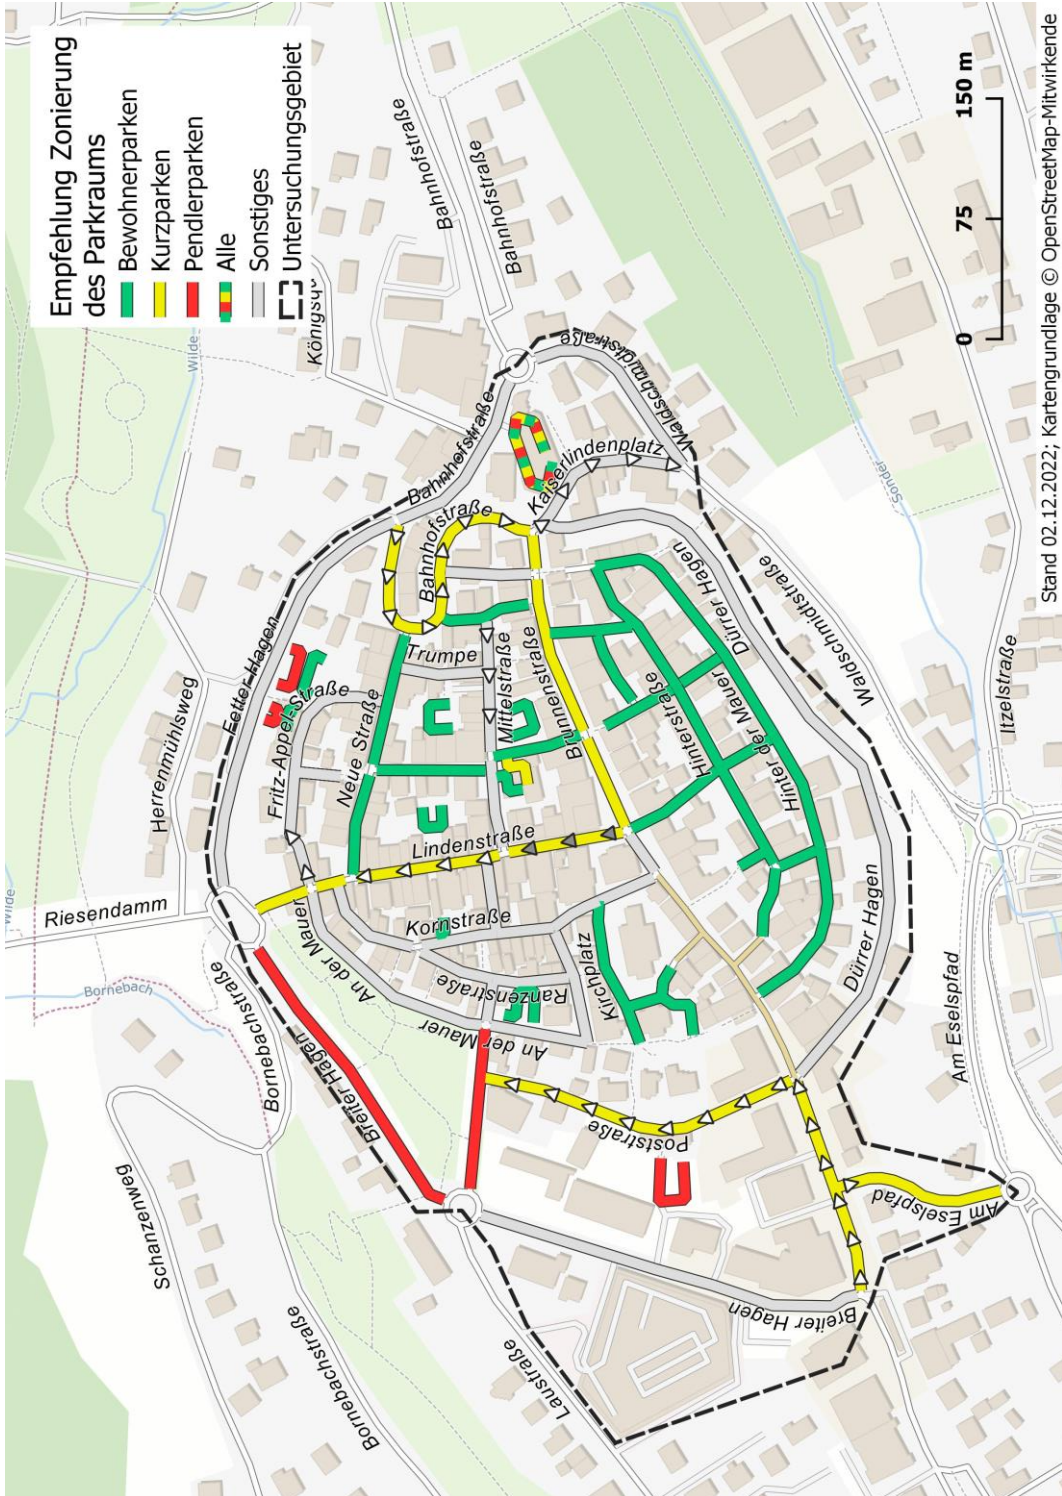 Empfehlung Zonierung
des Parkraums
Bewohnerparken
Kurzparken
Pendlerparken
Alle
Sonstiges
Untersuchungsgebiet
Wilde
Königsqu
Bahnhofstraße
Bahnhofstraße
Bahnhofstraße
Bahnhofstraße
Waldschmidtstraße
Kaiserlindenplatz
Herrenmühlsweg
Fetter Hagen
Fritz-Appel-Straße
Neue Straße
Trumpe
Mittelstraße
Brunnenstraße
Hinterstraße
Hinter der Mauer
Dürrer Hagen
Waldschmidtstraße
Sonder
Itzelstraße
Wilde
Riesendamm
Lindenstraße
Kornstraße
An der Mauer
Ranzenstraße
Kirchplatz
An der Mauer
Dürrer Hagen
Am Eselspfad
Bornebach
Bornebachstraße
Breiter Hagen
Poststraße
Am Eselspfad
Schanzenweg
Bornebachstraße
Laustraße
Breiter Hagen
0 75 150 m
Stand 02.12.2022; Kartengrundlage © OpenStreetMap-Mitwirkende